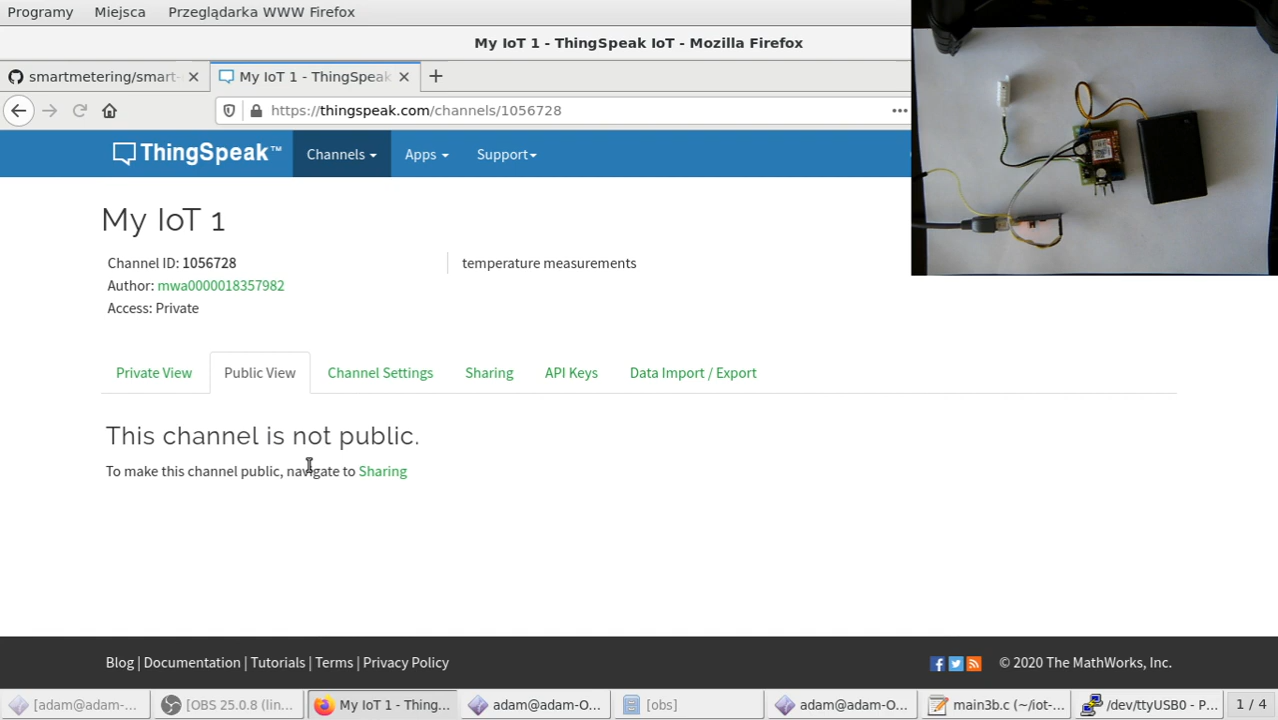 Programy Miejsca Przeglądarka WWW Firefox
My IoT 1 - ThingSpeak IoT - Mozilla Firefox
smartmetering/smart- My IoT 1 - ThingSpeak
https://thingspeak.com/channels/1056728
ThingSpeak™ Channels Apps Support
My IoT 1
Channel ID: 1056728 temperature measurements
Author: mwa0000018357982
Access: Private
Private View Public View Channel Settings Sharing API Keys Data Import / Export
This channel is not public.
To make this channel public, navigate to Sharing
Blog | Documentation | Tutorials | Terms | Privacy Policy © 2020 The MathWorks, Inc.
[adam@adam-... [OBS 25.0.8 (lin... My IoT 1 - Thing... adam@adam-O... [obs] adam@adam-O... main3b.c (~/iot-... /dev/ttyUSB0 - P... 1 / 4